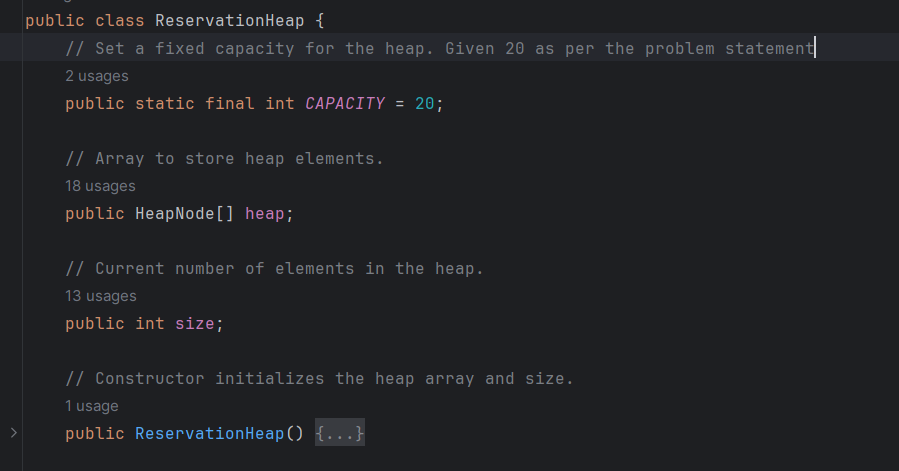 public class ReservationHeap {
// Set a fixed capacity for the heap. Given 20 as per the problem statement
2 usages
public static final int CAPACITY = 20;
// Array to store heap elements.
18 usages
public HeapNode[] heap;
// Current number of elements in the heap.
13 usages
public int size;
// Constructor initializes the heap array and size.
1 usage
public ReservationHeap() {...}